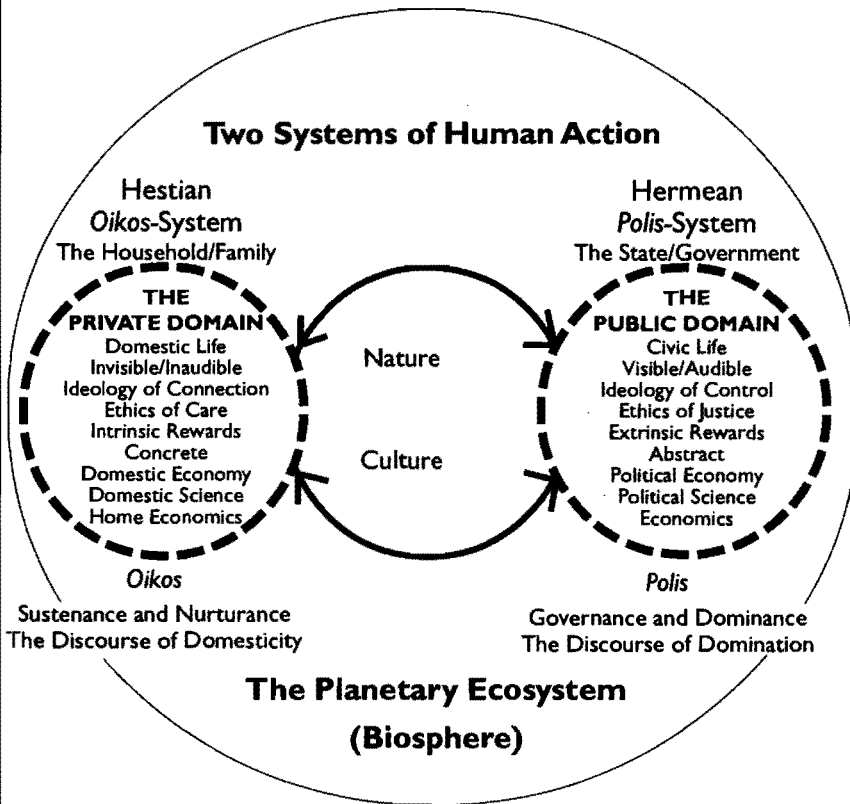 Two Systems of Human Action
Hestian
Oikos-System
The Household/Family
THE
PRIVATE DOMAIN
Domestic Life
Invisible/Inaudible
Ideology of Connection
Ethics of Care
Intrinsic Rewards
Concrete
Domestic Economy
Domestic Science
Home Economics
Oikos
Sustenance and Nurturance
The Discourse of Domesticity
Nature
Culture
Hermean
Polis-System
The State/Government
THE
PUBLIC DOMAIN
Civic Life
Visible/Audible
Ideology of Control
Ethics of Justice
Extrinsic Rewards
Abstract
Political Economy
Political Science
Economics
Polis
Governance and Dominance
The Discourse of Domination
The Planetary Ecosystem
(Biosphere)